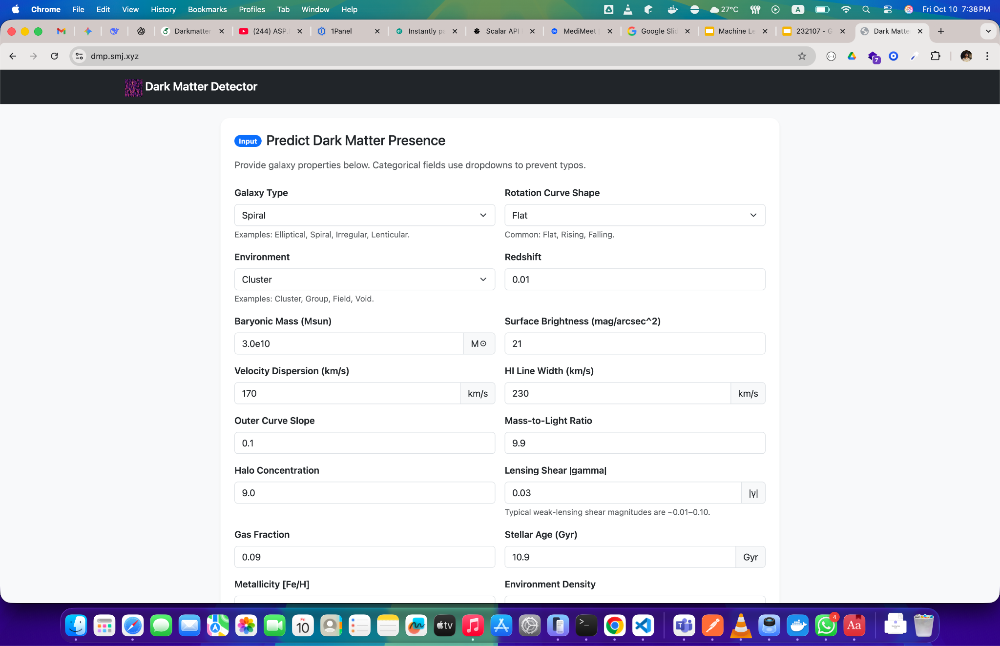 Chrome File Edit View History Bookmarks Profiles Tab Window Help 27°C A Fri Oct 10 7:38 PM
Darkmatter (244) ASP. 1Panel Instantly pa Scalar API MediMeet Google Slid Machine Le 232107 - G Dark Matte
dmp.smj.xyz 7
Dark Matter Detector
Input Predict Dark Matter Presence
Provide galaxy properties below. Categorical fields use dropdowns to prevent typos.
Galaxy Type Rotation Curve Shape
Spiral Flat
Examples: Elliptical, Spiral, Irregular, Lenticular. Common: Flat, Rising, Falling.
Environment Redshift
Cluster 0.01
Examples: Cluster, Group, Field, Void.
Baryonic Mass (Msun) Surface Brightness (mag/arcsec^2)
3.0e10 M⊙ 21
Velocity Dispersion (km/s) HI Line Width (km/s)
170 km/s 230 km/s
Outer Curve Slope Mass-to-Light Ratio
0.1 9.9
Halo Concentration Lensing Shear |gamma|
9.0 0.03 |γ|
Typical weak-lensing shear magnitudes are ~0.01–0.10.
Gas Fraction Stellar Age (Gyr)
0.09 10.9 Gyr
Metallicity [Fe/H] Environment Density
Fri 10 tv >_ 4 Aa